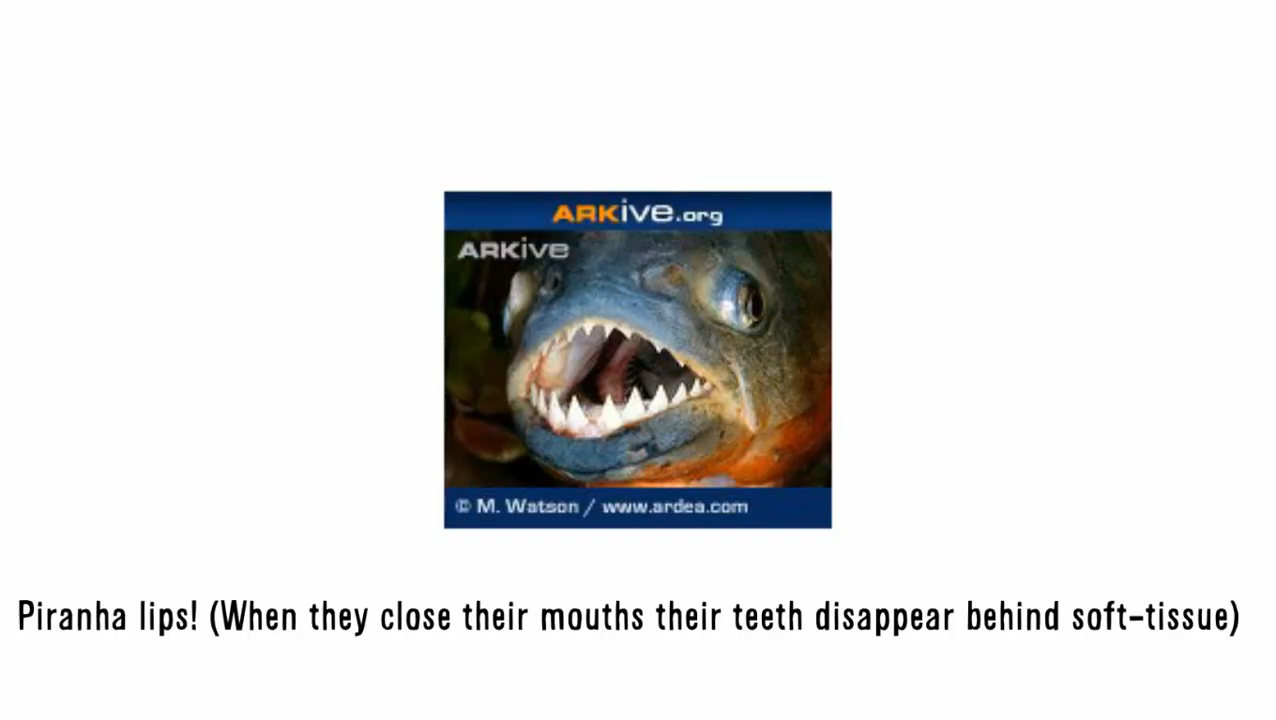 ARKive.org
ARKive
© M. Watson / www.ardea.com
Piranha lips! (When they close their mouths their teeth disappear behind soft-tissue)